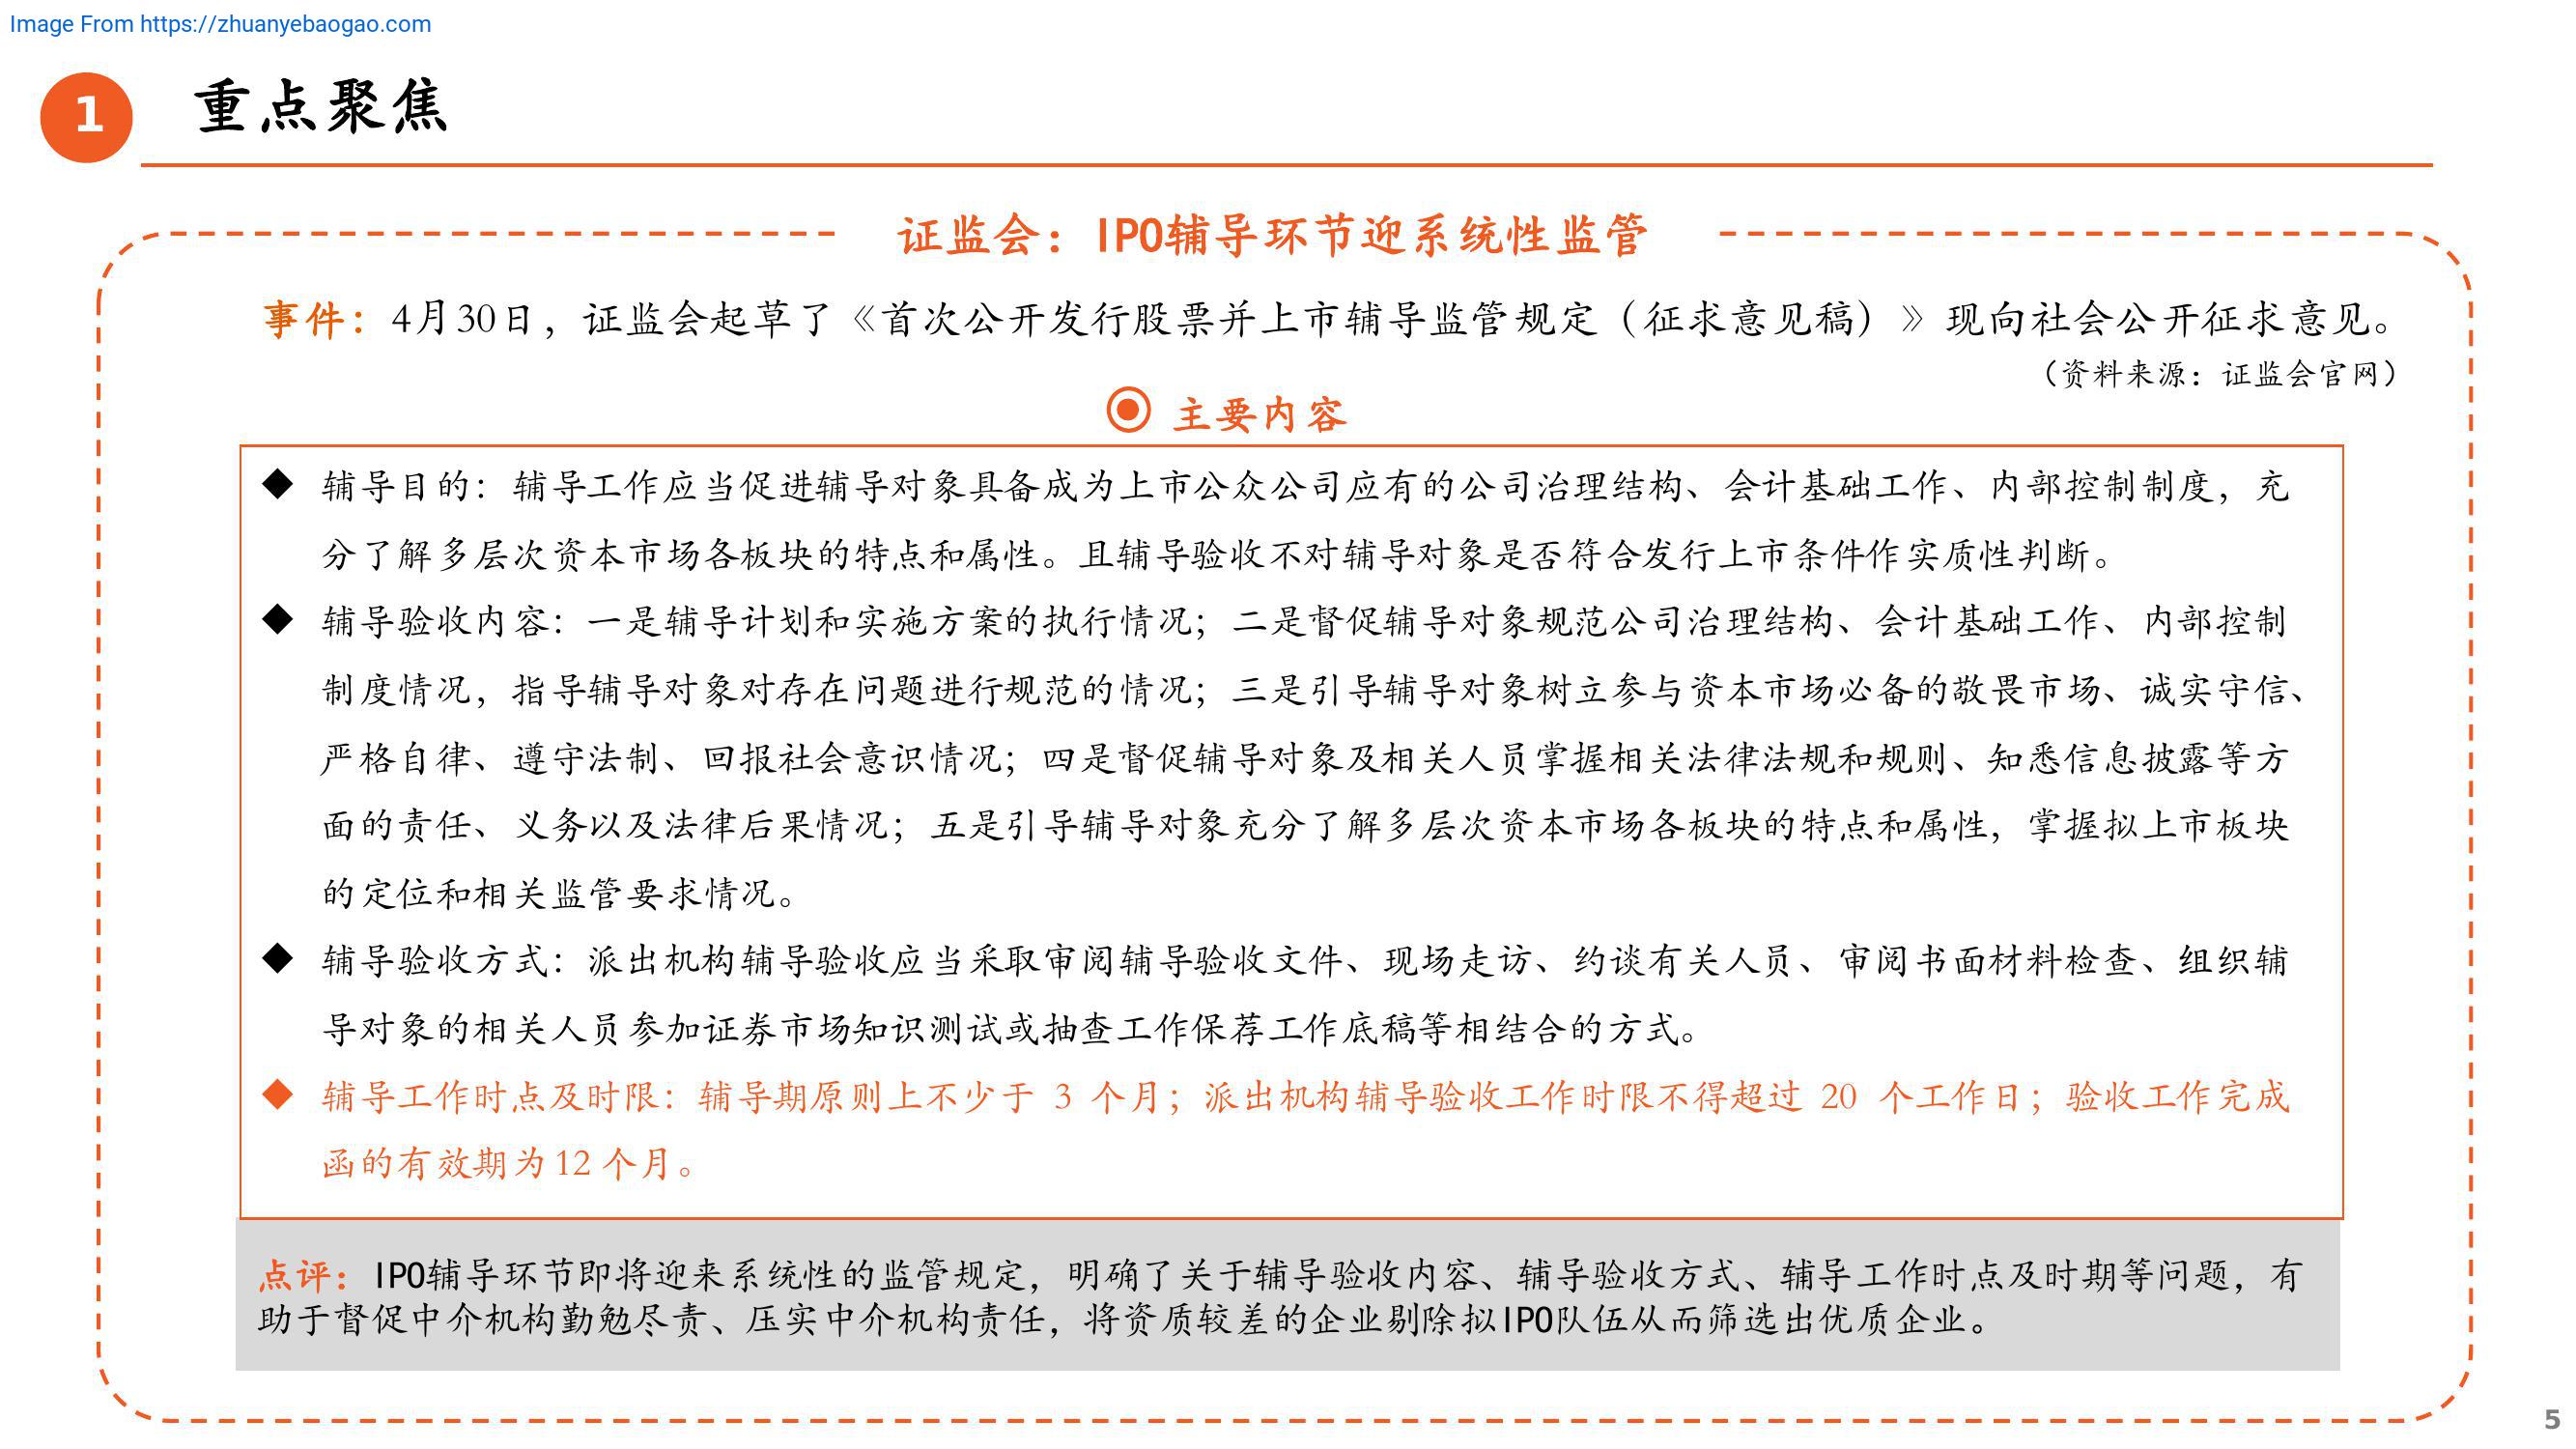 Image From https://zhuanyebaogao.com
1
重点聚焦
证监会：IPO辅导环节迎系统性监管
事件：4月30日，证监会起草了《首次公开发行股票并上市辅导监管规定（征求意见稿）》现向社会公开征求意见。
（资料来源：证监会官网）
主要内容
◆ 辅导目的：辅导工作应当促进辅导对象具备成为上市公众公司应有的公司治理结构、会计基础工作、内部控制制度，充
分了解多层次资本市场各板块的特点和属性。且辅导验收不对辅导对象是否符合发行上市条件作实质性判断。
◆ 辅导验收内容：一是辅导计划和实施方案的执行情况；二是督促辅导对象规范公司治理结构、会计基础工作、内部控制
制度情况，指导辅导对象对存在问题进行规范的情况；三是引导辅导对象树立参与资本市场必备的敬畏市场、诚实守信、
严格自律、遵守法制、回报社会意识情况；四是督促辅导对象及相关人员掌握相关法律法规和规则、知悉信息披露等方
面的责任、义务以及法律后果情况；五是引导辅导对象充分了解多层次资本市场各板块的特点和属性，掌握拟上市板块
的定位和相关监管要求情况。
◆ 辅导验收方式：派出机构辅导验收应当采取审阅辅导验收文件、现场走访、约谈有关人员、审阅书面材料检查、组织辅
导对象的相关人员参加证券市场知识测试或抽查工作保荐工作底稿等相结合的方式。
◆ 辅导工作时点及时限：辅导期原则上不少于 3 个月；派出机构辅导验收工作时限不得超过 20 个工作日；验收工作完成
函的有效期为12 个月。
点评：IPO辅导环节即将迎来系统性的监管规定，明确了关于辅导验收内容、辅导验收方式、辅导工作时点及时期等问题，有
助于督促中介机构勤勉尽责、压实中介机构责任，将资质较差的企业剔除拟IPO队伍从而筛选出优质企业。
5